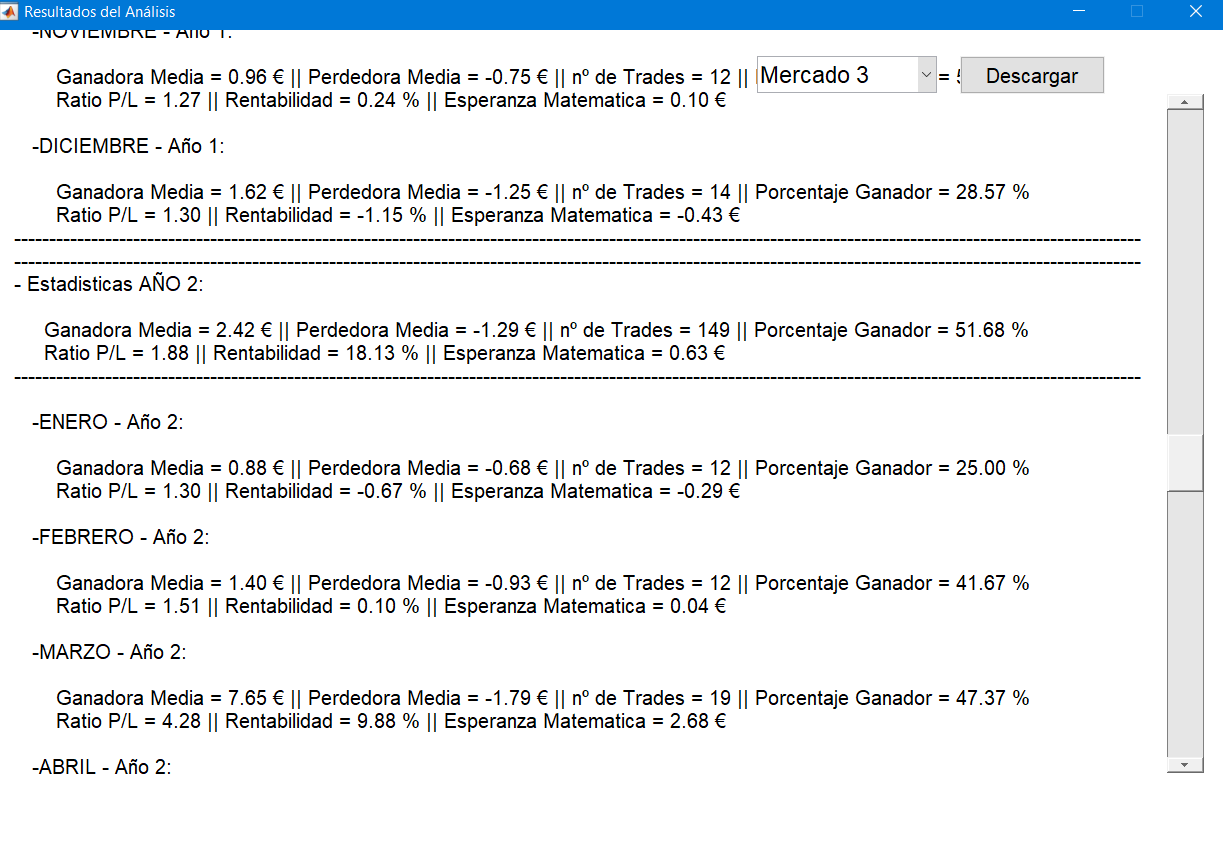 Resultados del Análisis
-NOVIEMBRE - Año 1:
Ganadora Media = 0.96 € || Perdedora Media = -0.75 € || nº de Trades = 12 ||
Mercado 3
=
Descargar
Ratio P/L = 1.27 || Rentabilidad = 0.24 % || Esperanza Matematica = 0.10 €
-DICIEMBRE - Año 1:
Ganadora Media = 1.62 € || Perdedora Media = -1.25 € || nº de Trades = 14 || Porcentaje Ganador = 28.57 %
Ratio P/L = 1.30 || Rentabilidad = -1.15 % || Esperanza Matematica = -0.43 €
- Estadisticas AÑO 2:
Ganadora Media = 2.42 € || Perdedora Media = -1.29 € || nº de Trades = 149 || Porcentaje Ganador = 51.68 %
Ratio P/L = 1.88 || Rentabilidad = 18.13 % || Esperanza Matematica = 0.63 €
-ENERO - Año 2:
Ganadora Media = 0.88 € || Perdedora Media = -0.68 € || nº de Trades = 12 || Porcentaje Ganador = 25.00 %
Ratio P/L = 1.30 || Rentabilidad = -0.67 % || Esperanza Matematica = -0.29 €
-FEBRERO - Año 2:
Ganadora Media = 1.40 € || Perdedora Media = -0.93 € || nº de Trades = 12 || Porcentaje Ganador = 41.67 %
Ratio P/L = 1.51 || Rentabilidad = 0.10 % || Esperanza Matematica = 0.04 €
-MARZO - Año 2:
Ganadora Media = 7.65 € || Perdedora Media = -1.79 € || nº de Trades = 19 || Porcentaje Ganador = 47.37 %
Ratio P/L = 4.28 || Rentabilidad = 9.88 % || Esperanza Matematica = 2.68 €
-ABRIL - Año 2: